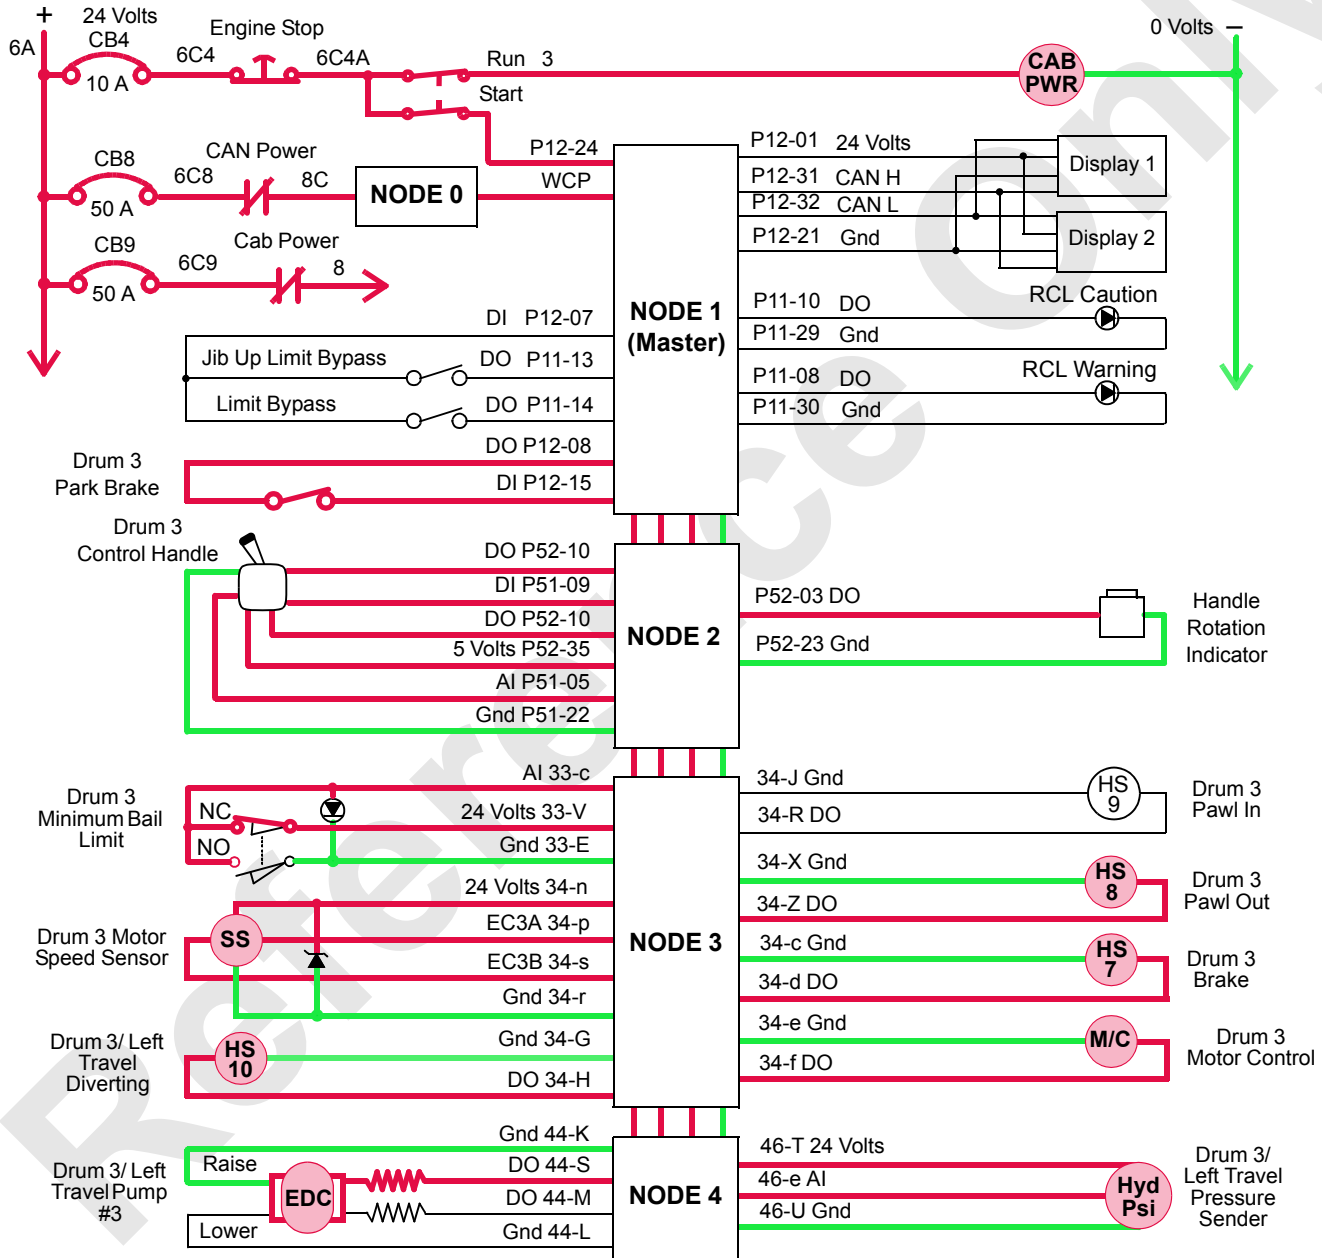 + 24 Volts
6A
CB4
10 A
6C4
Engine Stop
6C4A
Run 3
Start
CAB
PWR
0 Volts −
CB8
50 A
6C8
CAN Power
8C
NODE 0
P12-24
WCP
CB9
50 A
6C9
Cab Power
8
NODE 1
(Master)
P12-01 24 Volts
P12-31 CAN H
P12-32 CAN L
P12-21 Gnd
Display 1
Display 2
P11-10 DO
P11-29 Gnd
RCL Caution
P11-08 DO
P11-30 Gnd
RCL Warning
DI P12-07
Jib Up Limit Bypass
DO P11-13
Limit Bypass
DO P11-14
DO P12-08
Drum 3
Park Brake
DI P12-15
Drum 3
Control Handle
DO P52-10
DI P51-09
DO P52-10
5 Volts P52-35
AI P51-05
Gnd P51-22
NODE 2
P52-03 DO
P52-23 Gnd
Handle
Rotation
Indicator
Drum 3
Minimum Bail
Limit
NC
NO
AI 33-c
24 Volts 33-V
Gnd 33-E
Drum 3 Motor
Speed Sensor
SS
24 Volts 34-n
EC3A 34-p
EC3B 34-s
Gnd 34-r
Drum 3/ Left
Travel
Diverting
HS
10
Gnd 34-G
DO 34-H
NODE 3
34-J Gnd
34-R DO
HS
9
Drum 3
Pawl In
34-X Gnd
34-Z DO
HS
8
Drum 3
Pawl Out
34-c Gnd
34-d DO
HS
7
Drum 3
Brake
34-e Gnd
34-f DO
M/C
Drum 3
Motor Control
Drum 3/ Left
Travel Pump
#3
Raise
Lower
EDC
Gnd 44-K
DO 44-S
DO 44-M
Gnd 44-L
NODE 4
46-T 24 Volts
46-e AI
46-U Gnd
Hyd
Psi
Drum 3/
Left Travel
Pressure
Sender
Reference Only